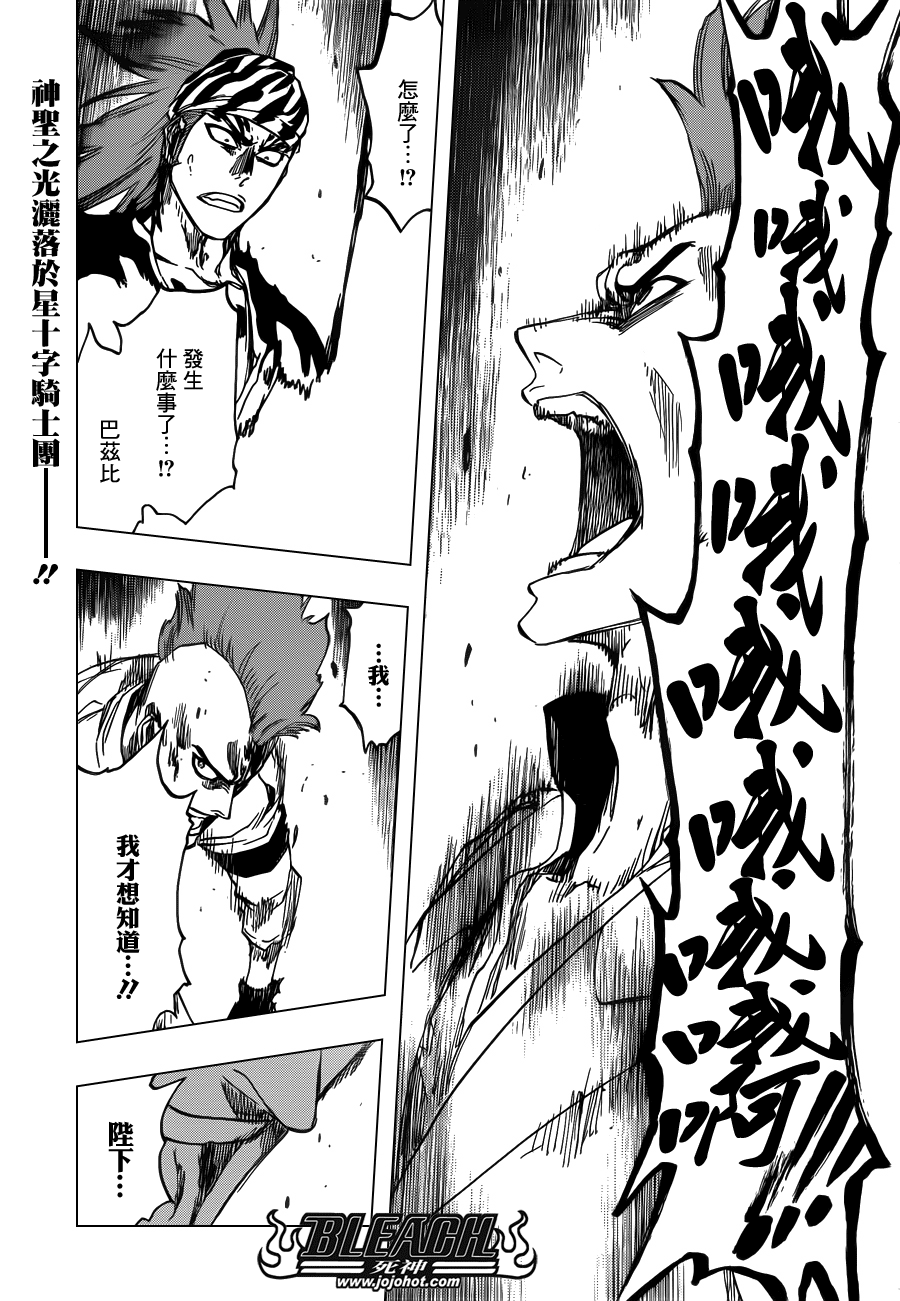 哦哦哦哦哦哦哦哦啊!!!
怎麼了…!?
發生
什麼事了…!?
巴茲比
神聖之光灑落於星十字騎士團——!!
…我…
我才想知道…!!
陛下…
BLEACH
死神
www.jojohot.com